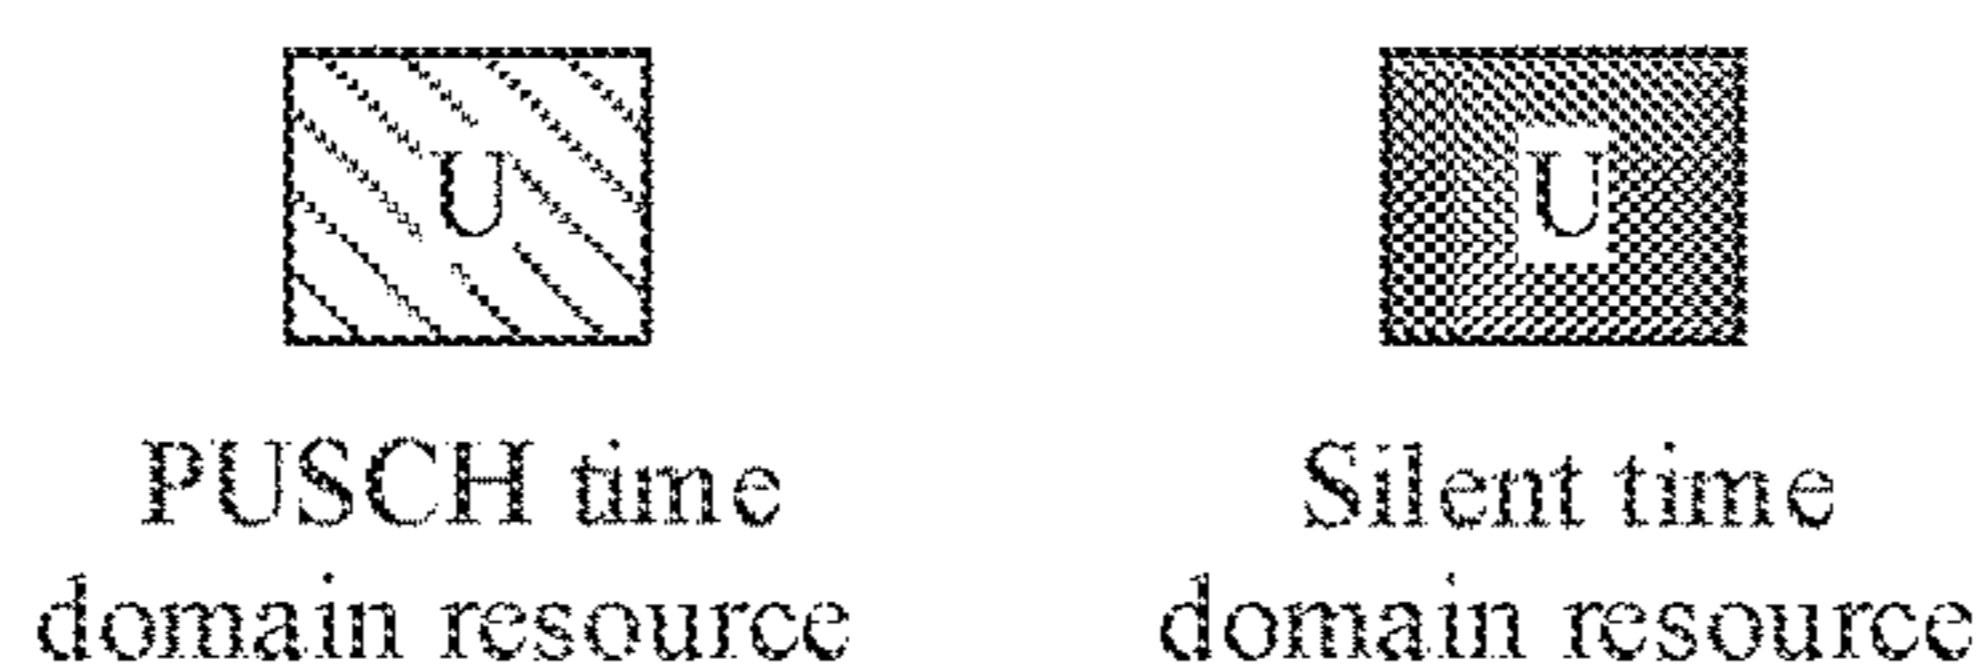 U U
PUSCH time Silent time
domain resource domain resource